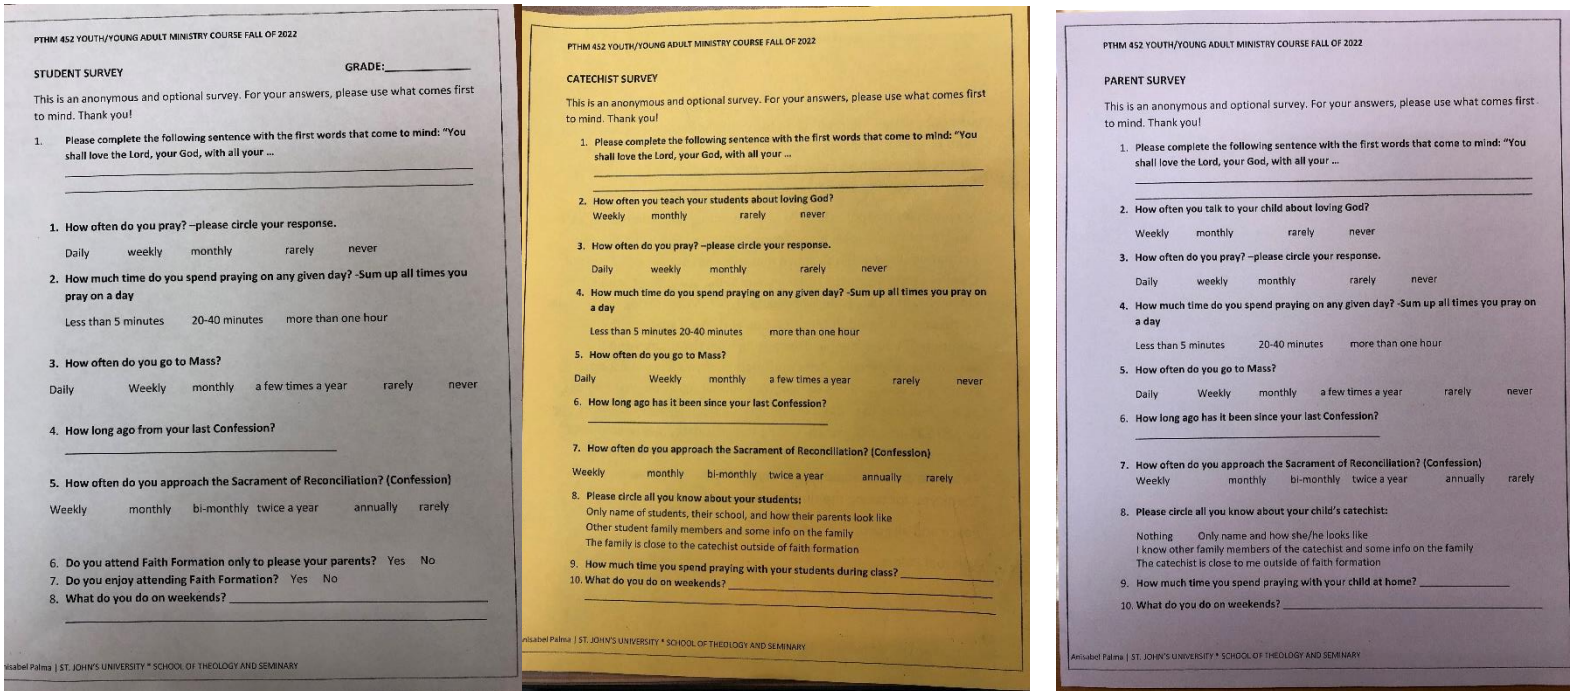 PTHM 452 YOUTH/YOUNG ADULT MINISTRY COURSE FALL OF 2022
STUDENT SURVEY GRADE:__________
This is an anonymous and optional survey. For your answers, please use what comes first
to mind. Thank you!
1. Please complete the following sentence with the first words that come to mind: "You
shall love the Lord, your God, with all your ...
1. How often do you pray? –please circle your response.
Daily weekly monthly rarely never
2. How much time do you spend praying on any given day? -Sum up all times you
pray on a day
Less than 5 minutes 20-40 minutes more than one hour
3. How often do you go to Mass?
Daily Weekly monthly a few times a year rarely never
4. How long ago from your last Confession?
5. How often do you approach the Sacrament of Reconciliation? (Confession)
Weekly monthly bi-monthly twice a year annually rarely
6. Do you attend Faith Formation only to please your parents? Yes No
7. Do you enjoy attending Faith Formation? Yes No
8. What do you do on weekends?
nisabel Palma | ST. JOHN'S UNIVERSITY * SCHOOL OF THEOLOGY AND SEMINARY
PTHM 452 YOUTH/YOUNG ADULT MINISTRY COURSE FALL OF 2022
CATECHIST SURVEY
This is an anonymous and optional survey. For your answers, please use what comes first
to mind. Thank you!
1. Please complete the following sentence with the first words that come to mind: "You
shall love the Lord, your God, with all your ...
2. How often you teach your students about loving God?
Weekly monthly rarely never
3. How often do you pray? –please circle your response.
Daily weekly monthly rarely never
4. How much time do you spend praying on any given day? -Sum up all times you pray on
a day
Less than 5 minutes 20-40 minutes more than one hour
5. How often do you go to Mass?
Daily Weekly monthly a few times a year rarely never
6. How long ago has it been since your last Confession?
7. How often do you approach the Sacrament of Reconciliation? (Confession)
Weekly monthly bi-monthly twice a year annually rarely
8. Please circle all you know about your students:
Only name of students, their school, and how their parents look like
Other student family members and some info on the family
The family is close to the catechist outside of faith formation
9. How much time you spend praying with your students during class?
10. What do you do on weekends?
nisabel Palma | ST. JOHN'S UNIVERSITY * SCHOOL OF THEOLOGY AND SEMINARY
PTHM 452 YOUTH/YOUNG ADULT MINISTRY COURSE FALL OF 2022
PARENT SURVEY
This is an anonymous and optional survey. For your answers, please use what comes first
to mind. Thank you!
1. Please complete the following sentence with the first words that come to mind: "You
shall love the Lord, your God, with all your ...
2. How often you talk to your child about loving God?
Weekly monthly rarely never
3. How often do you pray? –please circle your response.
Daily weekly monthly rarely never
4. How much time do you spend praying on any given day? -Sum up all times you pray on
a day
Less than 5 minutes 20-40 minutes more than one hour
5. How often do you go to Mass?
Daily Weekly monthly a few times a year rarely never
6. How long ago has it been since your last Confession?
7. How often do you approach the Sacrament of Reconciliation? (Confession)
Weekly monthly bi-monthly twice a year annually rarely
8. Please circle all you know about your child's catechist:
Nothing Only name and how she/he looks like
I know other family members of the catechist and some info on the family
The catechist is close to me outside of faith formation
9. How much time you spend praying with your child at home?
10. What do you do on weekends?
Anisabel Palma | ST. JOHN'S UNIVERSITY * SCHOOL OF THEOLOGY AND SEMINARY